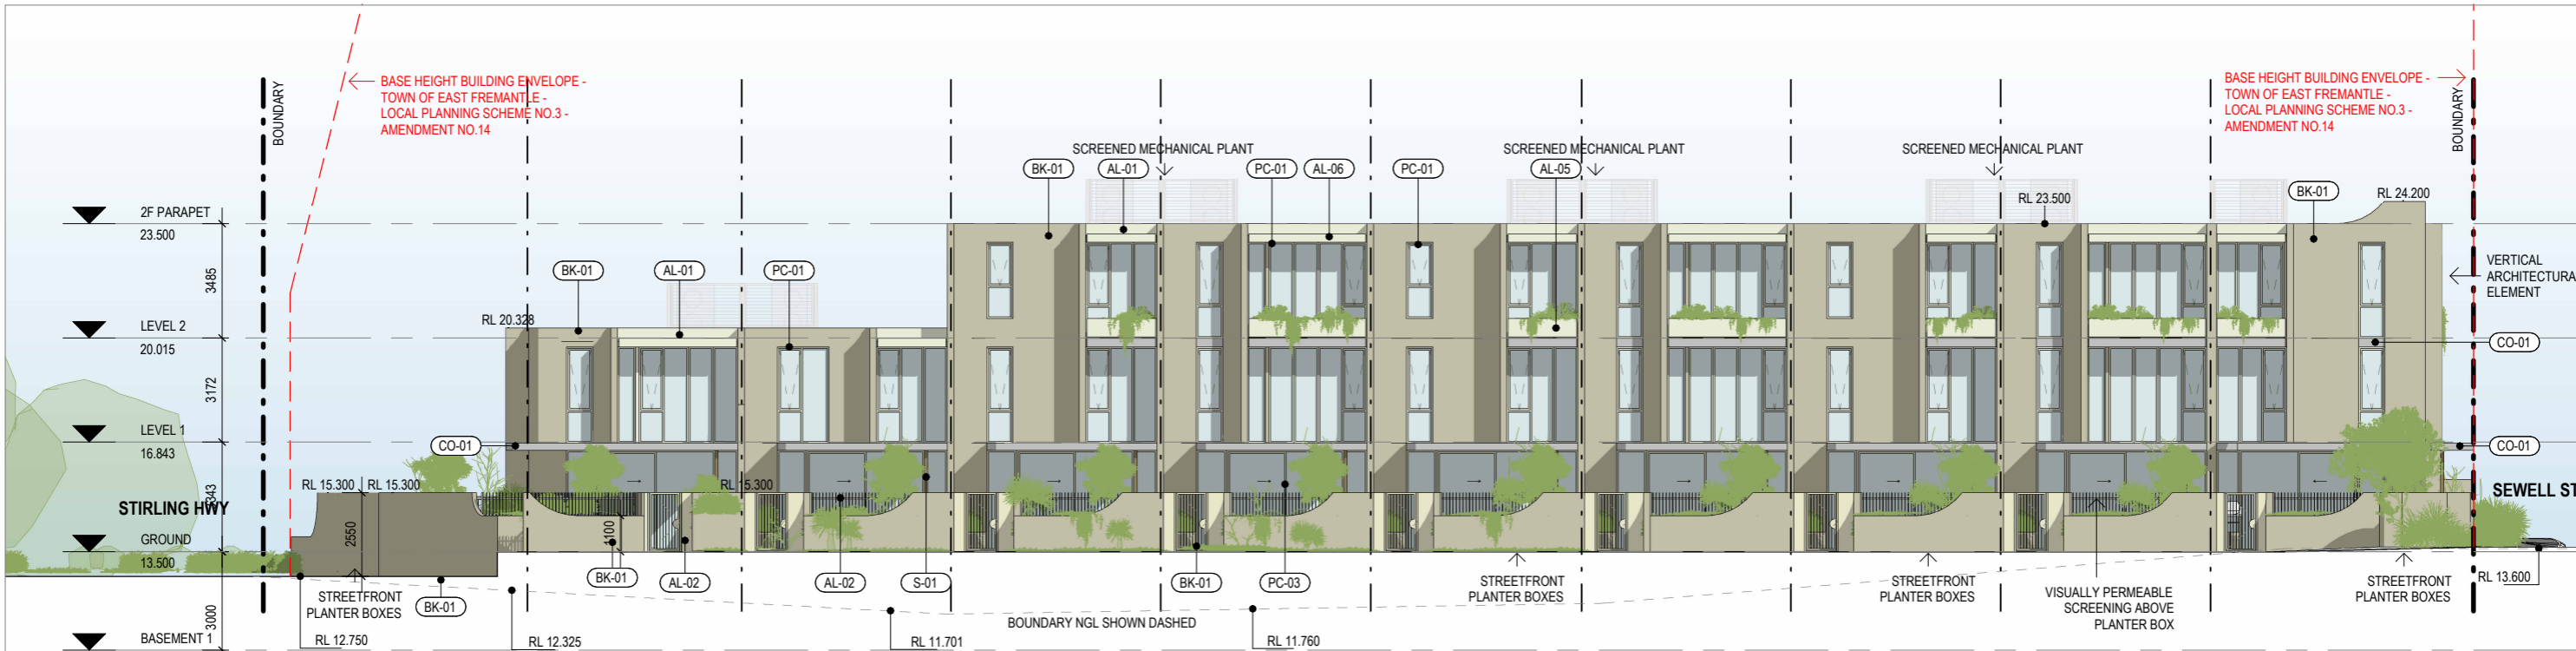 BASE HEIGHT BUILDING ENVELOPE -
TOWN OF EAST FREMANTLE -
LOCAL PLANNING SCHEME NO.3 -
AMENDMENT NO.14
BOUNDARY
BASE HEIGHT BUILDING ENVELOPE -
TOWN OF EAST FREMANTLE -
LOCAL PLANNING SCHEME NO.3 -
AMENDMENT NO.14
BOUNDARY
SCREENED MECHANICAL PLANT
SCREENED MECHANICAL PLANT
SCREENED MECHANICAL PLANT
BK-01
AL-01
PC-01
AL-06
PC-01
AL-05
BK-01
RL 24.200
RL 23.500
2F PARAPET
23.500
3485
BK-01
AL-01
PC-01
VERTICAL
ARCHITECTURA
ELEMENT
RL 20.328
LEVEL 2
20.015
CO-01
3172
LEVEL 1
16.843
CO-01
CO-01
RL 15.300
RL 15.300
RL 15.300
STIRLING HWY
SEWELL ST
2550
1100
GROUND
13.500
3000
BK-01
AL-02
AL-02
S-01
BK-01
PC-03
STREETFRONT
PLANTER BOXES
BK-01
STREETFRONT
PLANTER BOXES
STREETFRONT
PLANTER BOXES
VISUALLY PERMEABLE
SCREENING ABOVE
PLANTER BOX
STREETFRONT
PLANTER BOXES
RL 13.600
BOUNDARY NGL SHOWN DASHED
BASEMENT 1
RL 12.750
RL 12.325
RL 11.701
RL 11.760